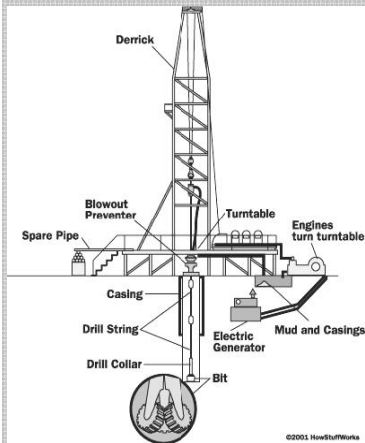 Derrick
Blowout
Preventer
Turntable
Engines
turn turntable
Spare Pipe
Casing
Drill String
Electric
Generator
Mud and Casings
Drill Collar
Bit
©2001 HowStuffWorks